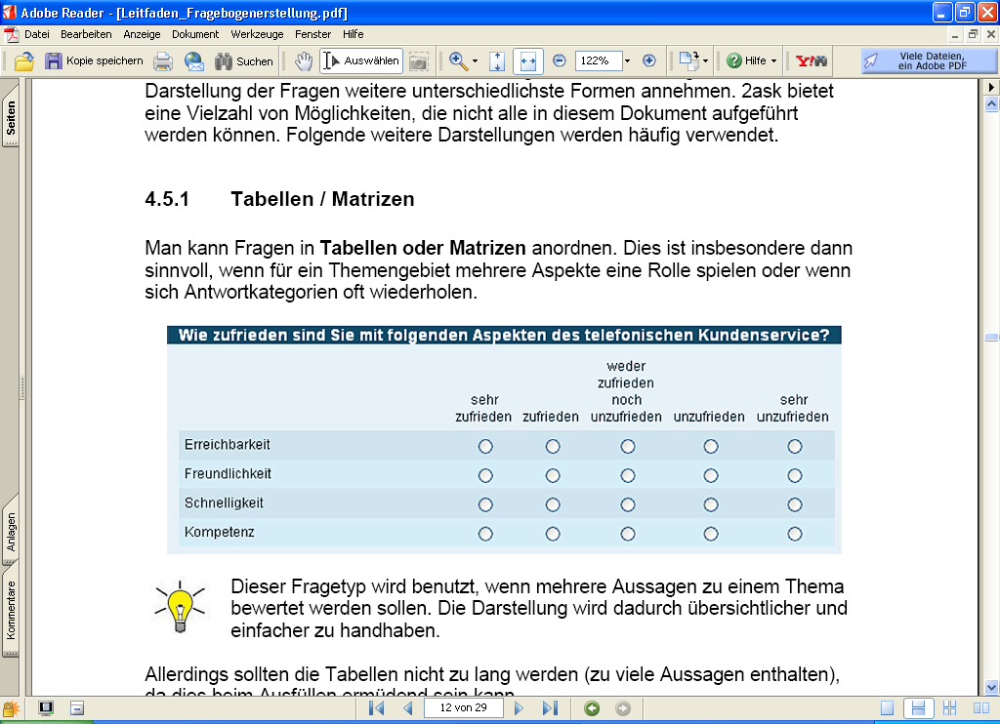 Adobe Reader - [Leitfaden_Fragebogenerstellung.pdf]
Datei Bearbeiten Anzeige Dokument Werkzeuge Fenster Hilfe
Kopie speichern Suchen Auswählen 122% Hilfe Y! Viele Dateien,
ein Adobe PDF
Seiten
Anlagen
Kommentare
Darstellung der Fragen weitere unterschiedlichste Formen annehmen. 2ask bietet
eine Vielzahl von Möglichkeiten, die nicht alle in diesem Dokument aufgeführt
werden können. Folgende weitere Darstellungen werden häufig verwendet.
4.5.1 Tabellen / Matrizen
Man kann Fragen in Tabellen oder Matrizen anordnen. Dies ist insbesondere dann
sinnvoll, wenn für ein Themengebiet mehrere Aspekte eine Rolle spielen oder wenn
sich Antwortkategorien oft wiederholen.
Wie zufrieden sind Sie mit folgenden Aspekten des telefonischen Kundenservice?
weder
zufrieden
sehr noch sehr
zufrieden zufrieden unzufrieden unzufrieden unzufrieden
Erreichbarkeit
Freundlichkeit
Schnelligkeit
Kompetenz
Dieser Fragetyp wird benutzt, wenn mehrere Aussagen zu einem Thema
bewertet werden sollen. Die Darstellung wird dadurch übersichtlicher und
einfacher zu handhaben.
Allerdings sollten die Tabellen nicht zu lang werden (zu viele Aussagen enthalten),
da dies beim Ausfüllen ermüdend sein kann.
12 von 29